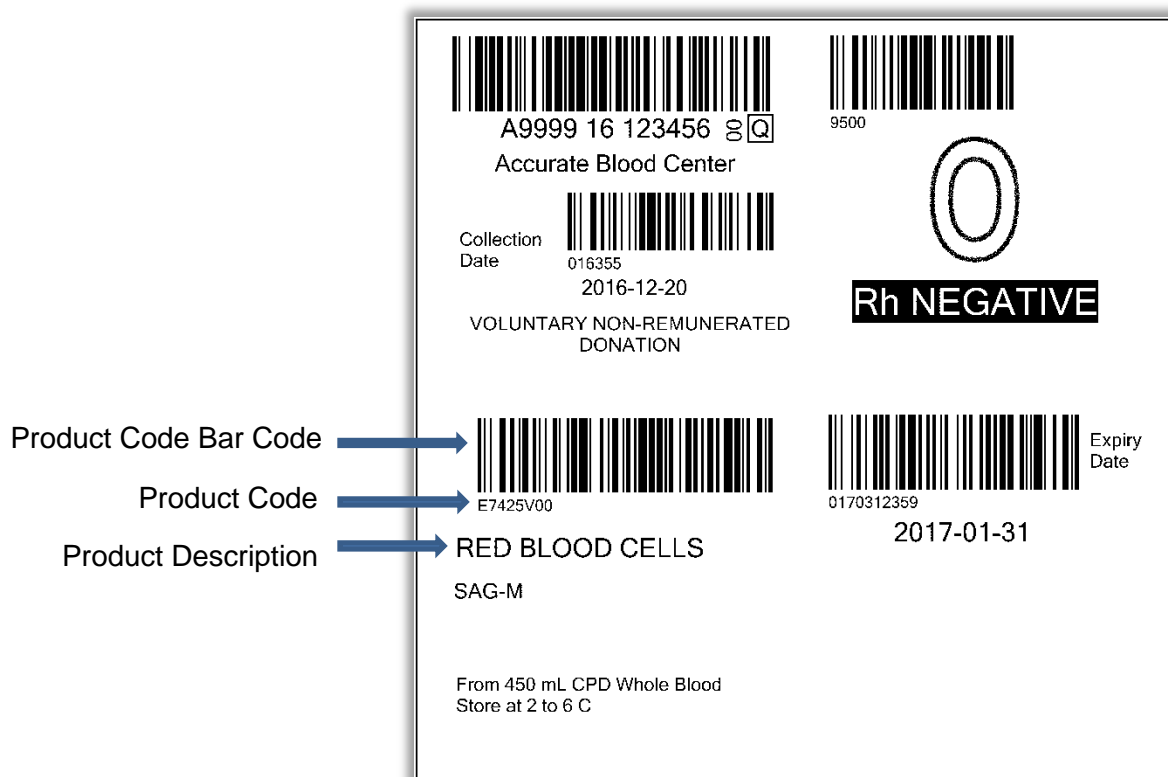 A9999 16 123456 00 Q
Accurate Blood Center
Collection
Date
016355
2016-12-20
VOLUNTARY NON-REMUNERATED
DONATION
9500
O
Rh NEGATIVE
Product Code Bar Code
Product Code
Product Description
E7425V00
RED BLOOD CELLS
SAG-M
From 450 mL CPD Whole Blood
Store at 2 to 6 C
Expiry
Date
0170312359
2017-01-31